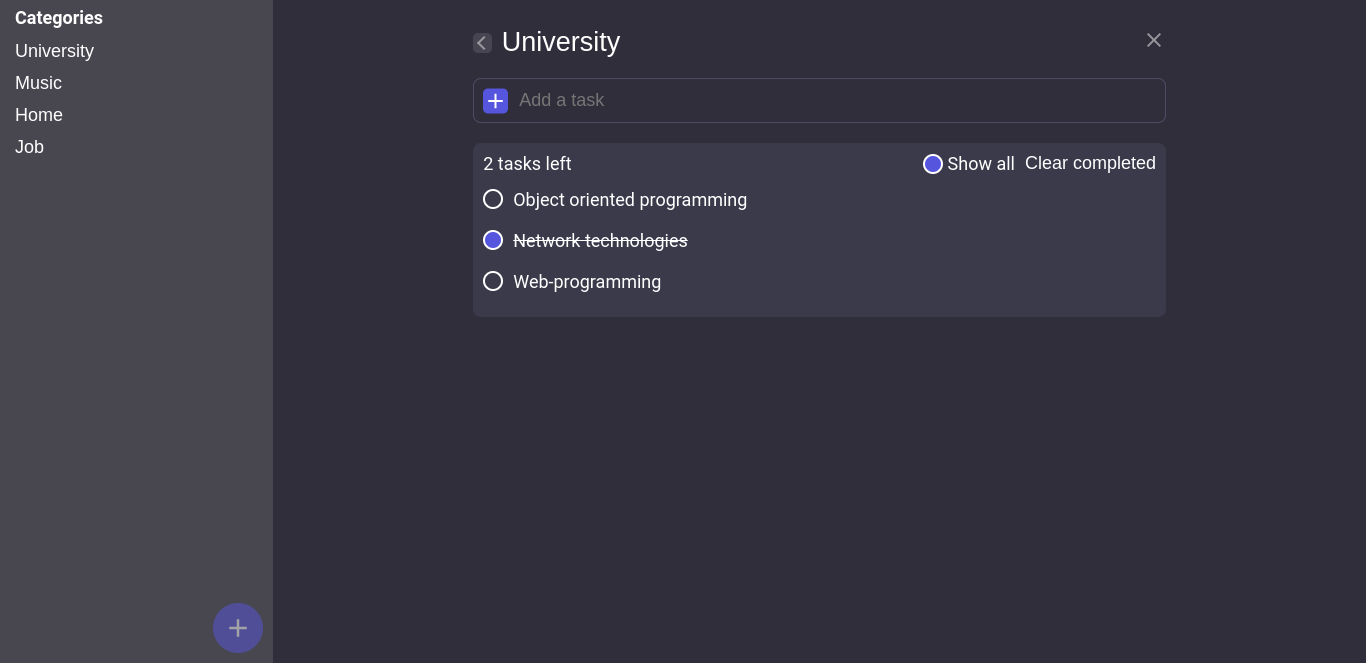 Categories
University
Music
Home
Job
University
Add a task
2 tasks left
Show all
Clear completed
Object oriented programming
Network technologies
Web-programming